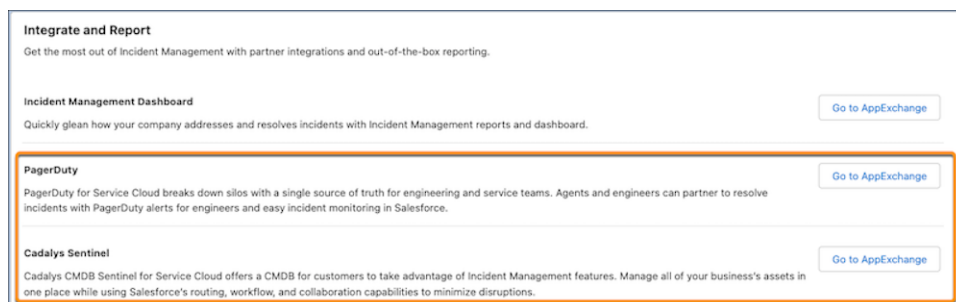 Integrate and Report
Get the most out of Incident Management with partner integrations and out-of-the-box reporting.
Incident Management Dashboard
Go to AppExchange
Quickly glean how your company addresses and resolves incidents with Incident Management reports and dashboard.
PagerDuty
Go to AppExchange
PagerDuty for Service Cloud breaks down silos with a single source of truth for engineering and service teams. Agents and engineers can partner to resolve
incidents with PagerDuty alerts for engineers and easy incident monitoring in Salesforce.
Cadalys Sentinel
Go to AppExchange
Cadalys CMDB Sentinel for Service Cloud offers a CMDB for customers to take advantage of Incident Management features. Manage all of your business's assets in
one place while using Salesforce's routing, workflow, and collaboration capabilities to minimize disruptions.